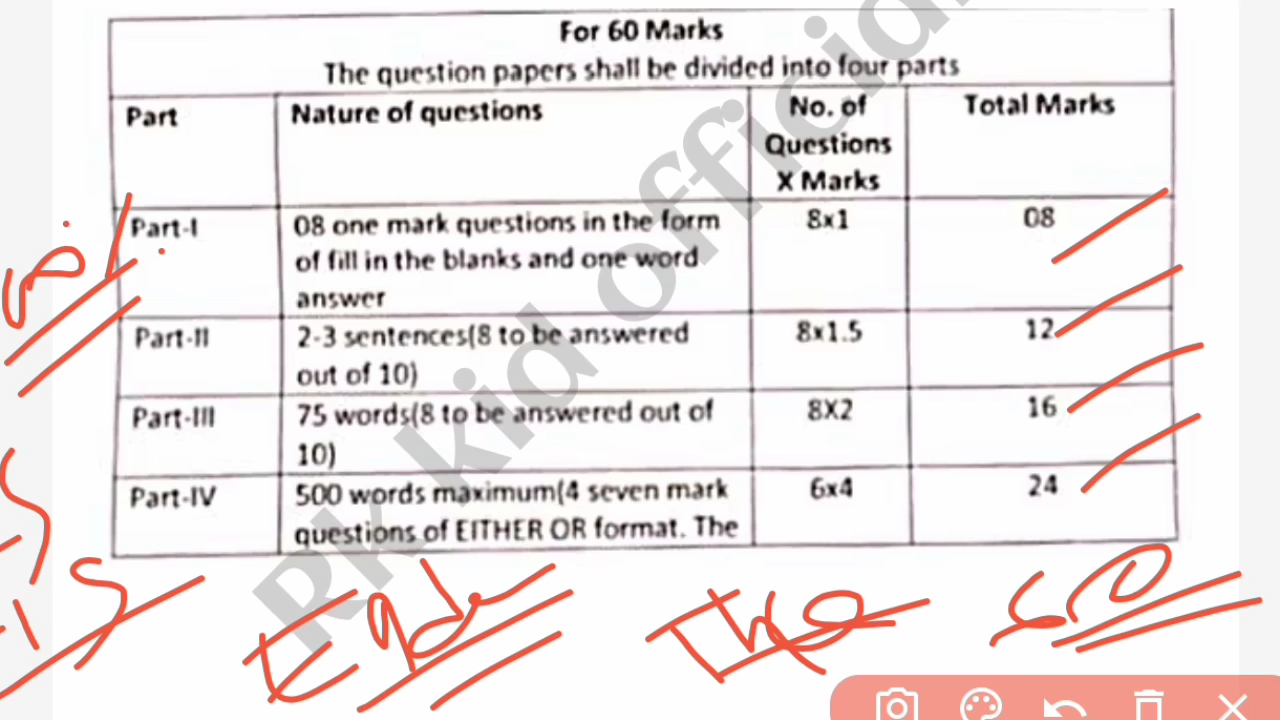 For 60 Marks
The question papers shall be divided into four parts
Part
Nature of questions
No. of
Questions
X Marks
Total Marks
Part-I
08 one mark questions in the form
of fill in the blanks and one word
answer
8x1
08
Part-II
2-3 sentences(8 to be answered
out of 10)
8x1.5
12
Part-III
75 words(8 to be answered out of
10)
8X2
16
Part-IV
500 words maximum(4 seven mark
questions of EITHER OR format. The
6x4
24
Rk kid official
The
60